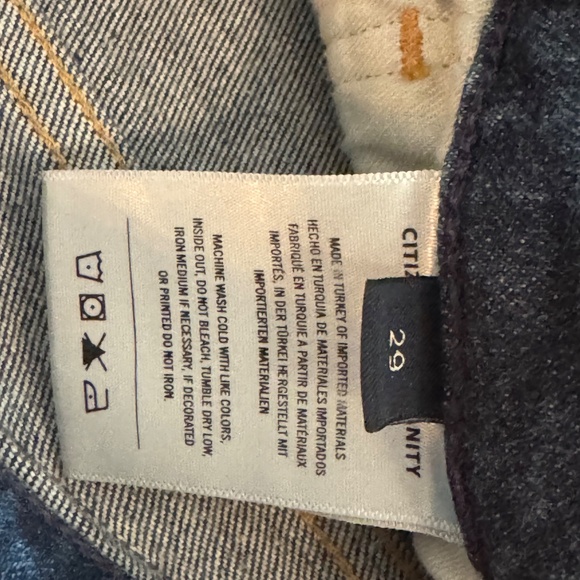 CITIZ NITY
29
MADE IN TURKEY OF IMPORTED MATERIALS
HECHO EN TURQUIA DE MATERIALES IMPORTADOS
FABRIQUÉ EN TURQUIE A PARTIR DE MATÉRIAUX
IMPORTÉS, IN DER TÜRKEI HERGESTELLT MIT
IMPORTIERTEN MATERIALIEN
MACHINE WASH COLD WITH LIKE COLORS,
INSIDE OUT, DO NOT BLEACH, TUMBLE DRY LOW,
IRON MEDIUM IF NECESSARY, IF DECORATED
OR PRINTED DO NOT IRON.